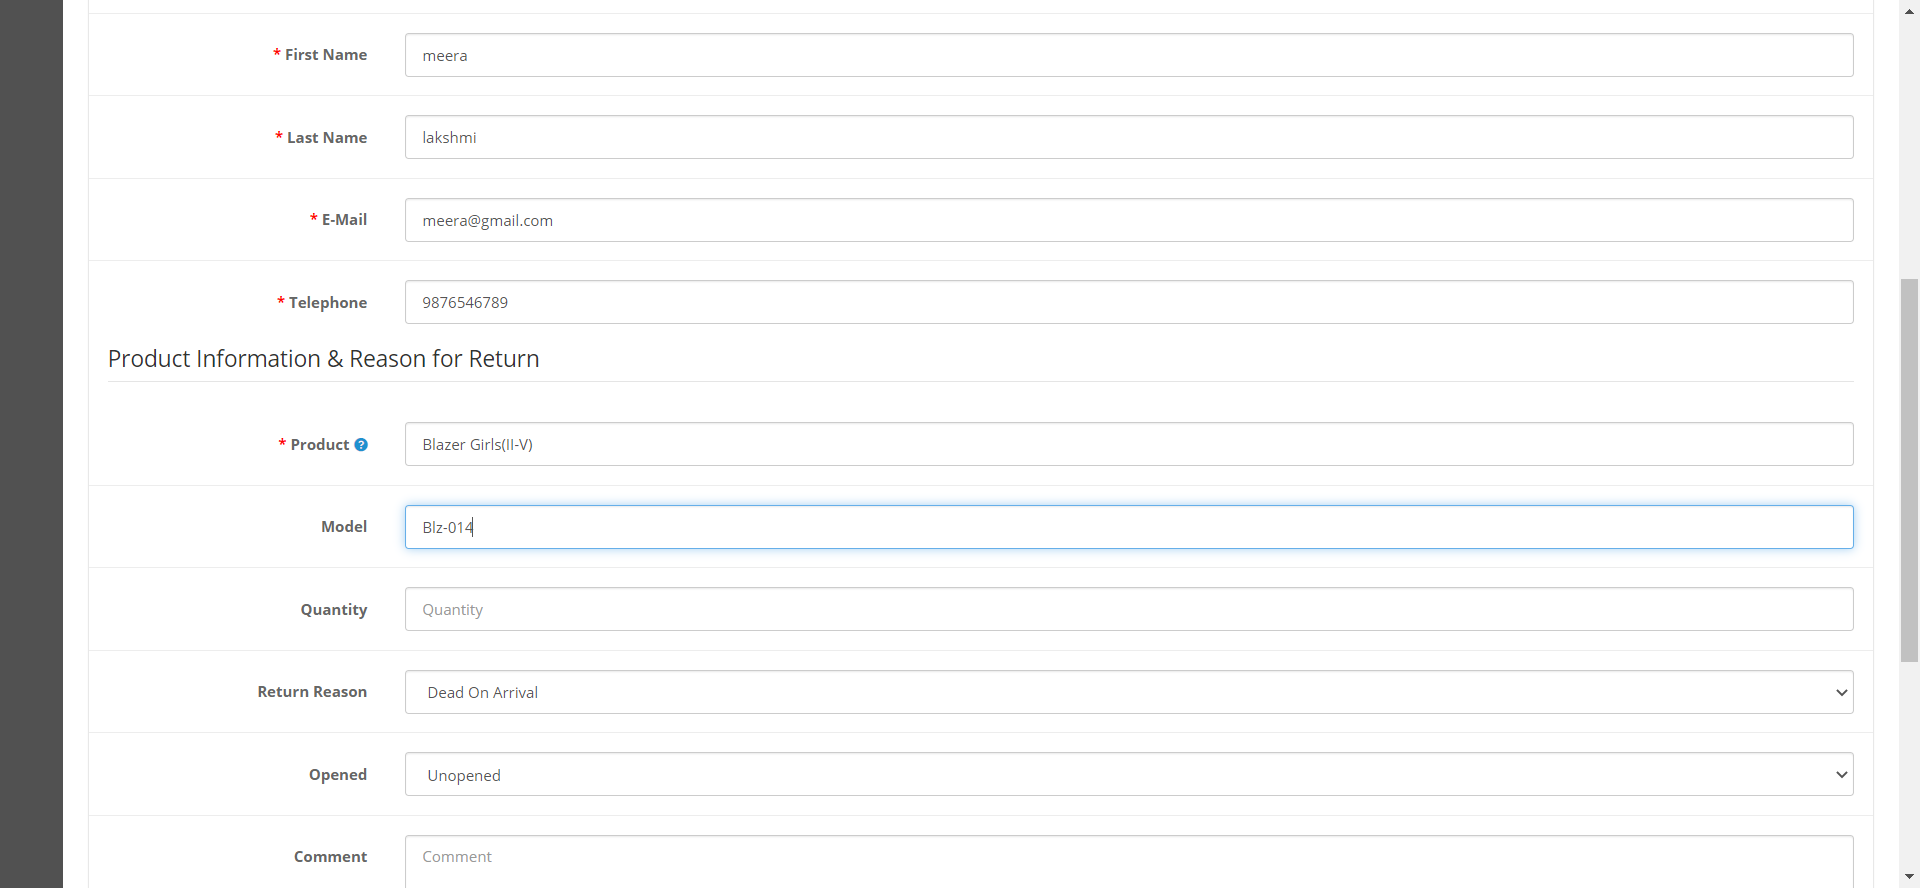 * First Name
meera
* Last Name
lakshmi
* E-Mail
meera@gmail.com
* Telephone
9876546789
Product Information & Reason for Return
* Product ?
Blazer Girls(II-V)
Model
Blz-014
Quantity
Quantity
Return Reason
Dead On Arrival
Opened
Unopened
Comment
Comment